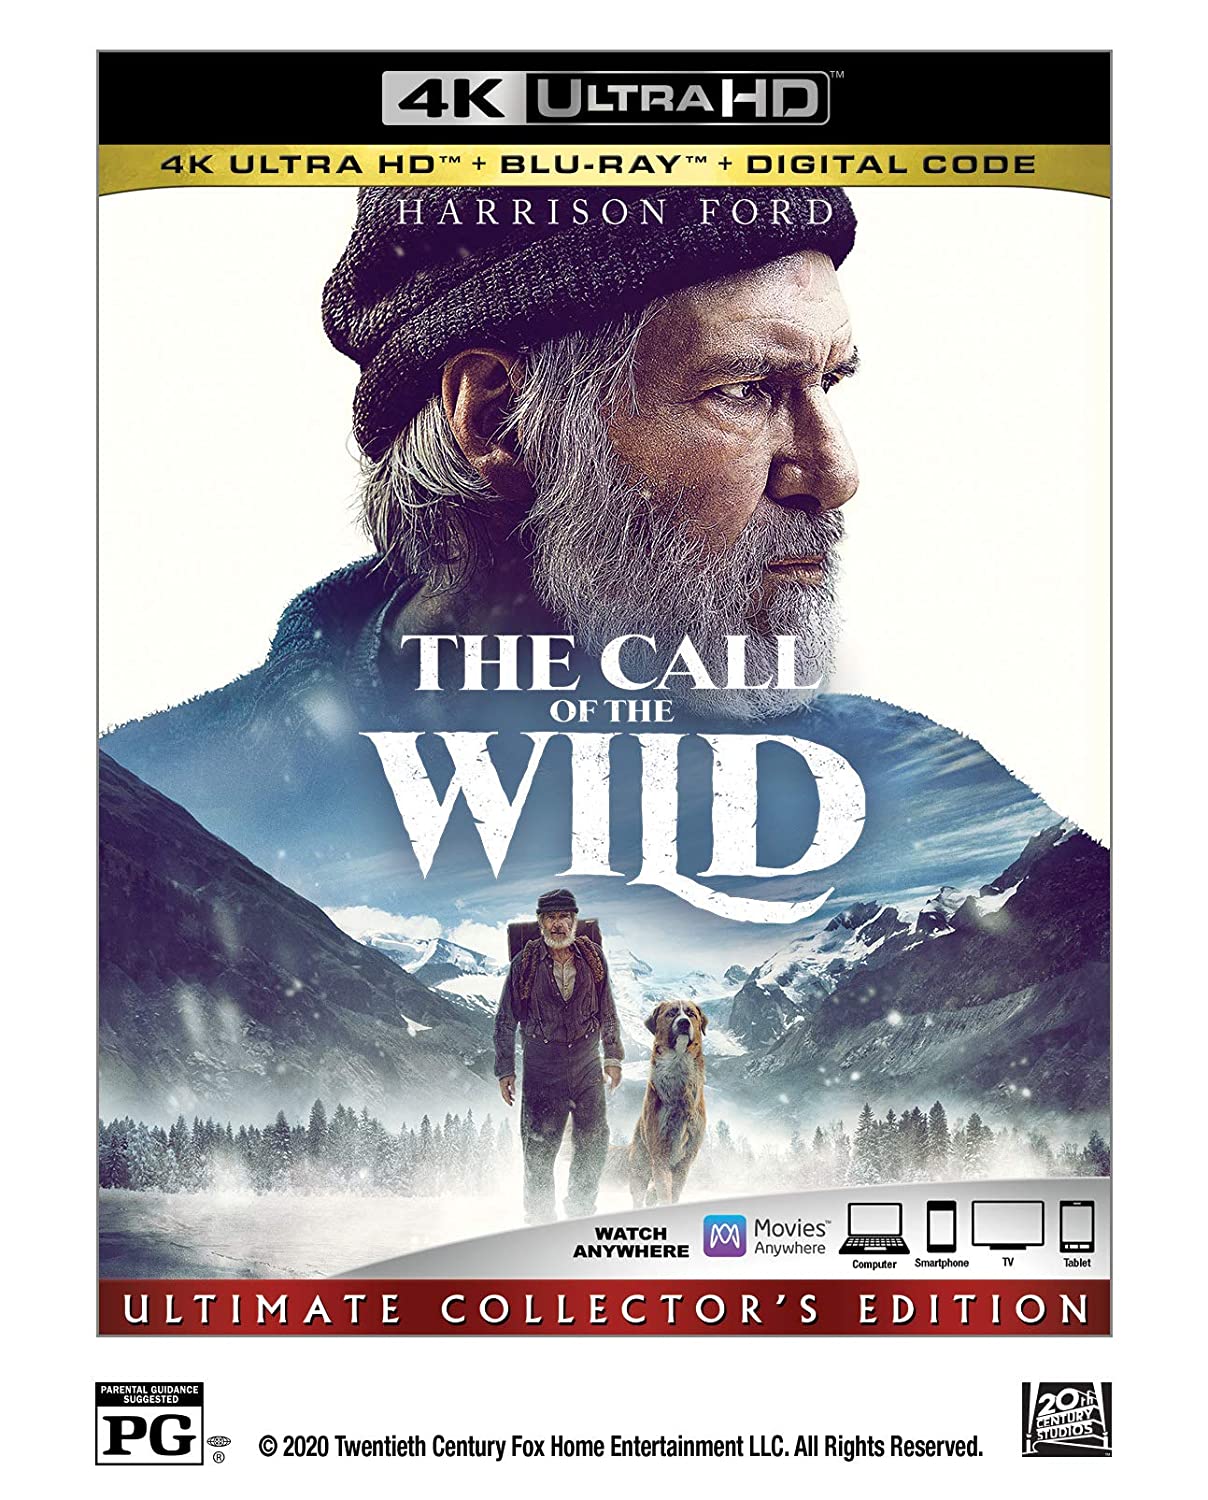 4K ULTRA HD™
4K ULTRA HD™ + BLU-RAY™ + DIGITAL CODE
HARRISON FORD
THE CALL
OF THE
WILD
WATCH
ANYWHERE
Movies™
Anywhere
Computer
Smartphone
TV
Tablet
ULTIMATE COLLECTOR'S EDITION
PARENTAL GUIDANCE
SUGGESTED
PG
®
© 2020 Twentieth Century Fox Home Entertainment LLC. All Rights Reserved.
20th
CENTURY
STUDIOS